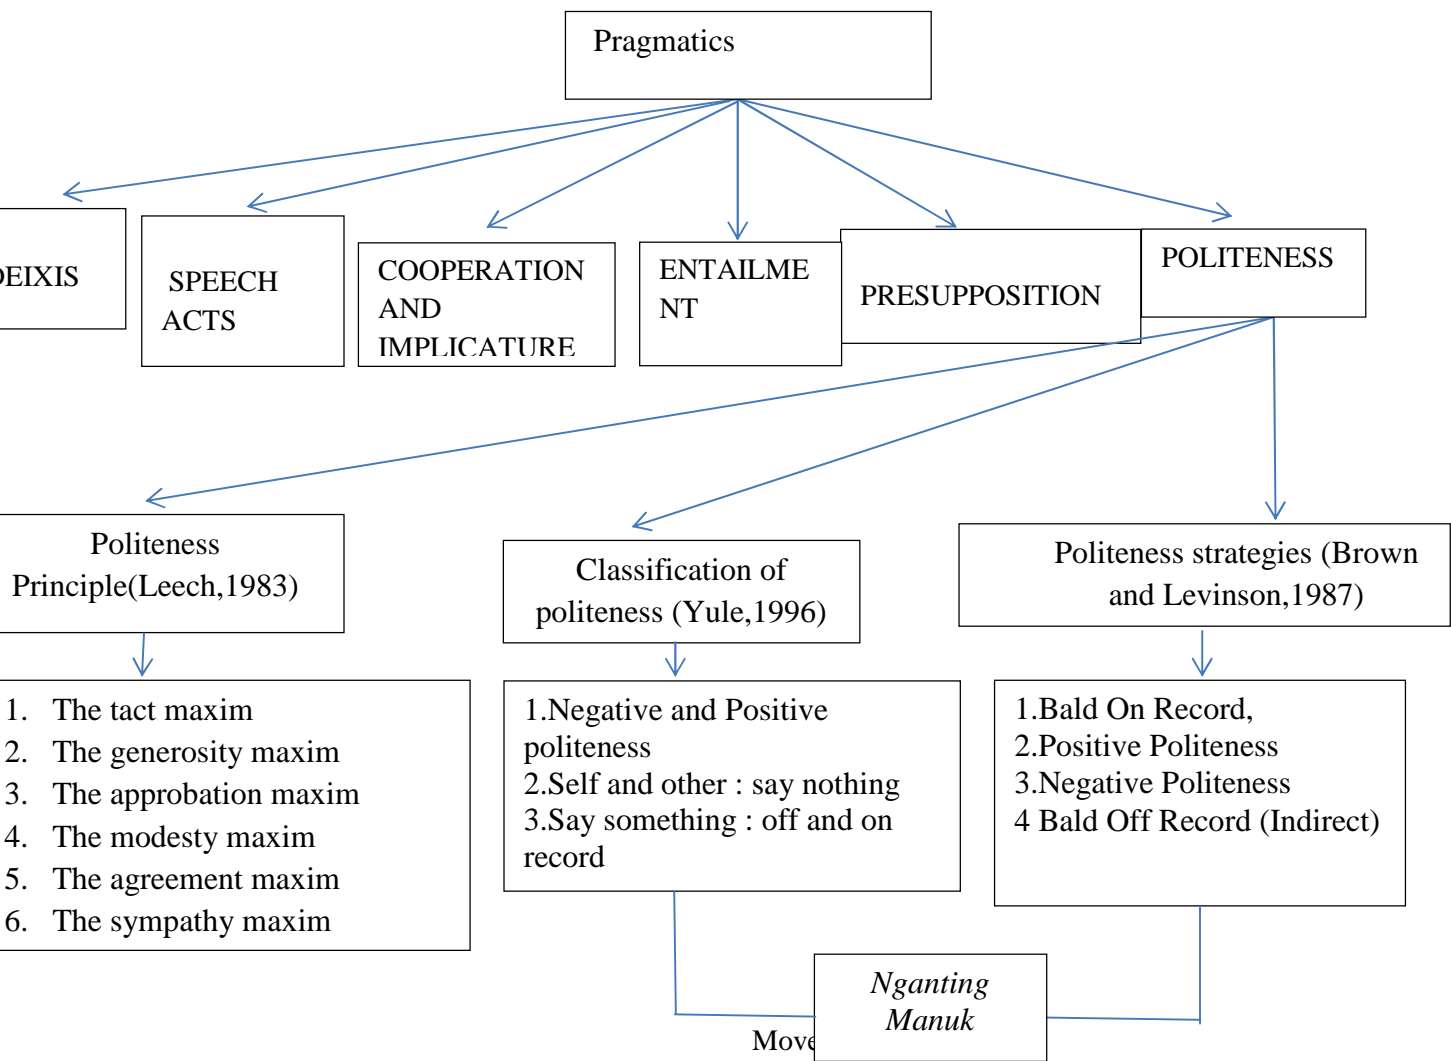 Pragmatics
DEIXIS
SPEECH
ACTS
COOPERATION
AND
IMPLICATURE
ENTAILME
NT
PRESUPPOSITION
POLITENESS
Politeness
Principle(Leech,1983)
Classification of
politeness (Yule,1996)
Politeness strategies (Brown
and Levinson,1987)
1. The tact maxim
2. The generosity maxim
3. The approbation maxim
4. The modesty maxim
5. The agreement maxim
6. The sympathy maxim
1.Negative and Positive
politeness
2.Self and other : say nothing
3.Say something : off and on
record
1.Bald On Record,
2.Positive Politeness
3.Negative Politeness
4 Bald Off Record (Indirect)
Nganting
Manuk
Move